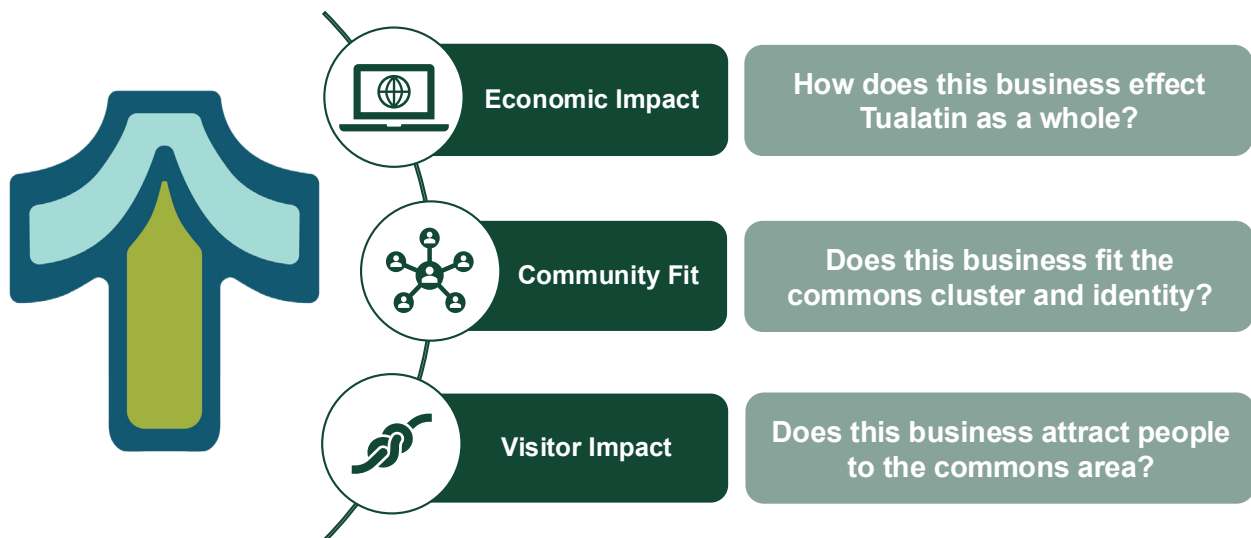 Economic Impact
How does this business effect
Tualatin as a whole?
Community Fit
Does this business fit the
commons cluster and identity?
Visitor Impact
Does this business attract people
to the commons area?